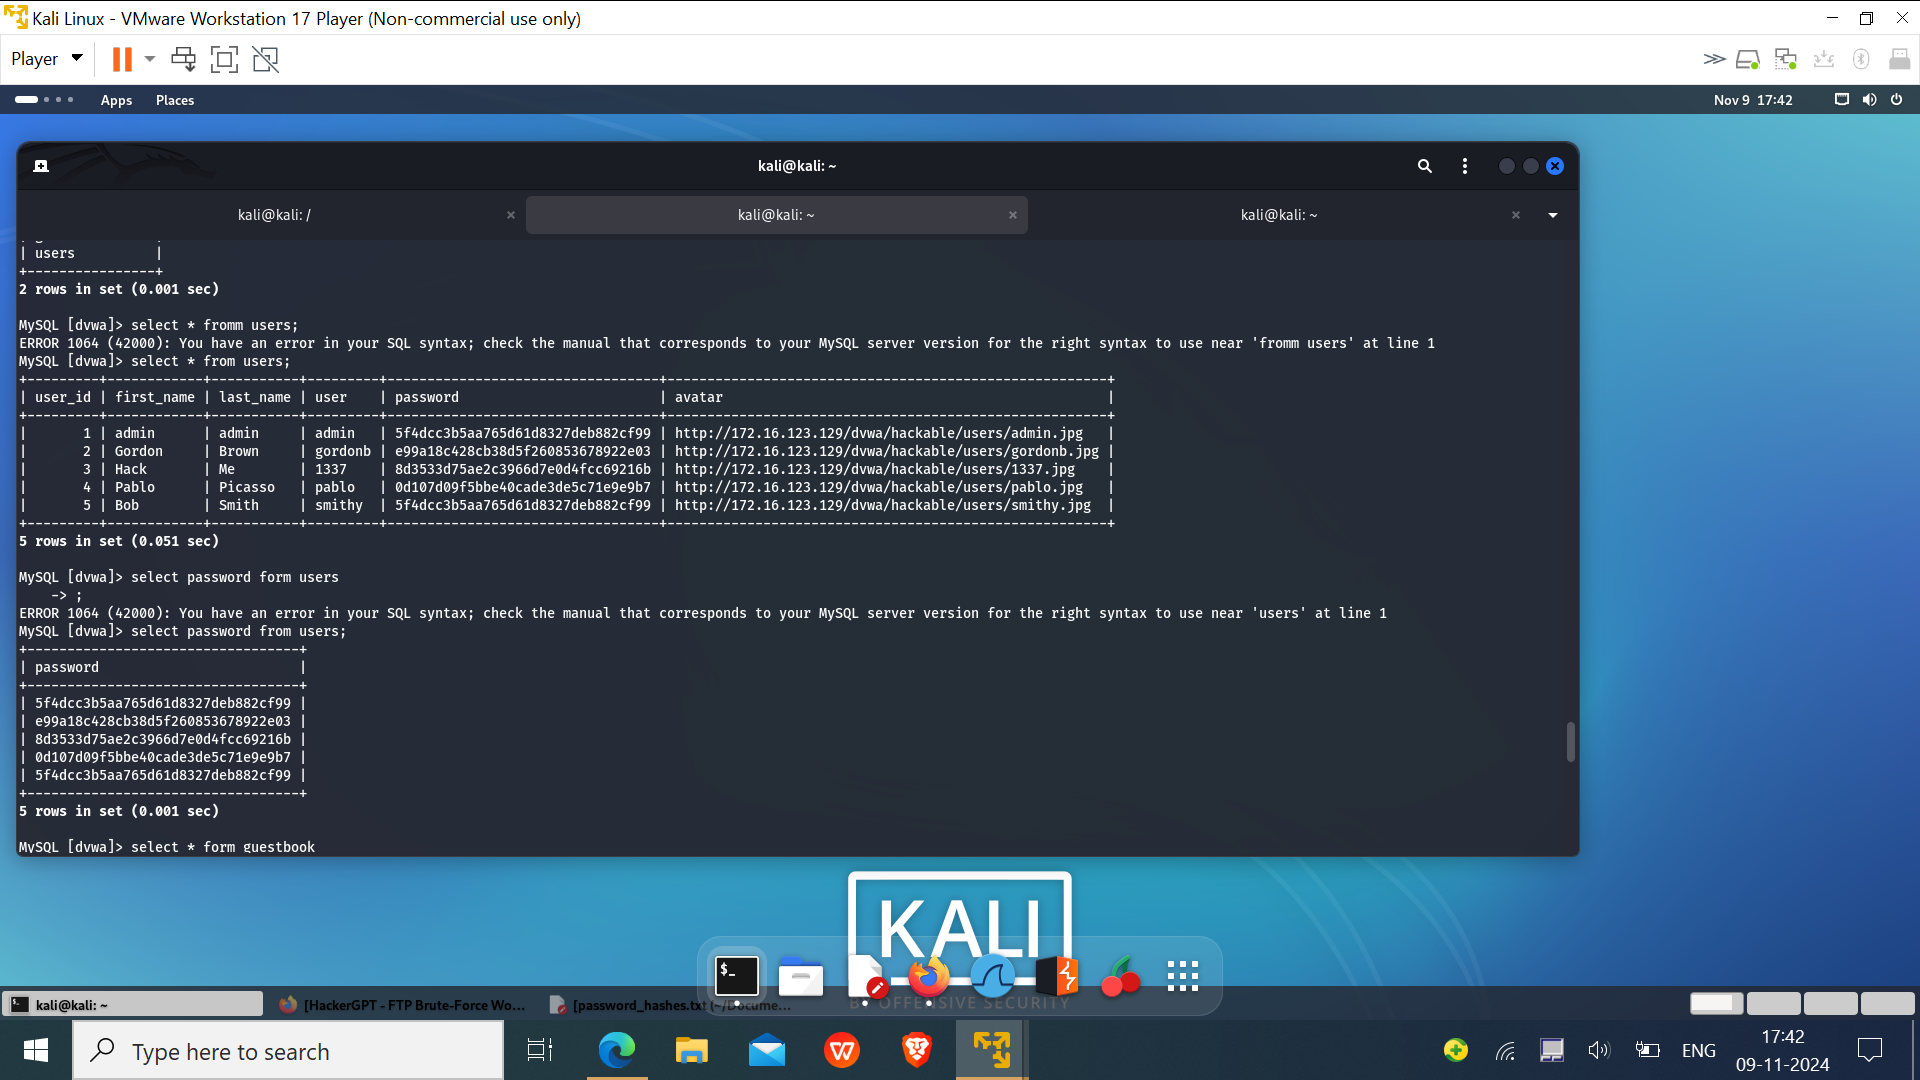 Kali Linux - VMware Workstation 17 Player (Non-commercial use only)
Player
Apps Places Nov 9 17:42
kali@kali: ~
kali@kali: / kali@kali: ~ kali@kali: ~
| users          |
+----------------+
2 rows in set (0.001 sec)
MySQL [dvwa]> select * fromm users;
ERROR 1064 (42000): You have an error in your SQL syntax; check the manual that corresponds to your MySQL server version for the right syntax to use near 'fromm users' at line 1
MySQL [dvwa]> select * from users;
+---------+------------+-----------+---------+----------------------------------+-------------------------------------------------------+
| user_id | first_name | last_name | user    | password                         | avatar                                                |
+---------+------------+-----------+---------+----------------------------------+-------------------------------------------------------+
|       1 | admin      | admin     | admin   | 5f4dcc3b5aa765d61d8327deb882cf99 | http://172.16.123.129/dvwa/hackable/users/admin.jpg   |
|       2 | Gordon     | Brown     | gordonb | e99a18c428cb38d5f260853678922e03 | http://172.16.123.129/dvwa/hackable/users/gordonb.jpg |
|       3 | Hack       | Me        | 1337    | 8d3533d75ae2c3966d7e0d4fcc69216b | http://172.16.123.129/dvwa/hackable/users/1337.jpg    |
|       4 | Pablo      | Picasso   | pablo   | 0d107d09f5bbe40cade3de5c71e9e9b7 | http://172.16.123.129/dvwa/hackable/users/pablo.jpg   |
|       5 | Bob        | Smith     | smithy  | 5f4dcc3b5aa765d61d8327deb882cf99 | http://172.16.123.129/dvwa/hackable/users/smithy.jpg  |
+---------+------------+-----------+---------+----------------------------------+-------------------------------------------------------+
5 rows in set (0.051 sec)
MySQL [dvwa]> select password form users
    -> ;
ERROR 1064 (42000): You have an error in your SQL syntax; check the manual that corresponds to your MySQL server version for the right syntax to use near 'users' at line 1
MySQL [dvwa]> select password from users;
+----------------------------------+
| password                         |
+----------------------------------+
| 5f4dcc3b5aa765d61d8327deb882cf99 |
| e99a18c428cb38d5f260853678922e03 |
| 8d3533d75ae2c3966d7e0d4fcc69216b |
| 0d107d09f5bbe40cade3de5c71e9e9b7 |
| 5f4dcc3b5aa765d61d8327deb882cf99 |
+----------------------------------+
5 rows in set (0.001 sec)
MySQL [dvwa]> select * form guestbook
KALI
BY OFFENSIVE SECURITY
kali@kali: ~ [HackerGPT - FTP Brute-Force Wo... [password_hashes.txt (~/Docume...
Type here to search
ENG
17:42
09-11-2024